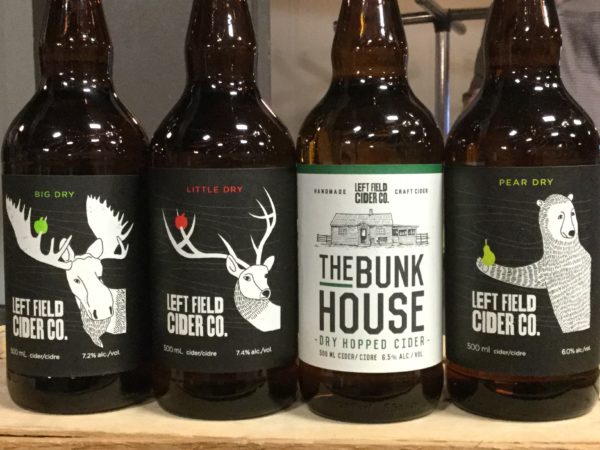 BIG DRY
LEFT FIELD
CIDER CO.
500 mL cider/cidre 7.2% alc./vol.
LITTLE DRY
LEFT FIELD
CIDER CO.
500 mL cider/cidre 7.4% alc./vol.
HANDMADE LEFT FIELD CIDER CO. CRAFT CIDER
THE BUNK
HOUSE
-DRY HOPPED CIDER-
500 ML CIDER/CIDRE 6.5% ALC/VOL
PEAR DRY
LEFT FIELD
CIDER CO.
500 mL cider/cidre 6.0% alc./vol.